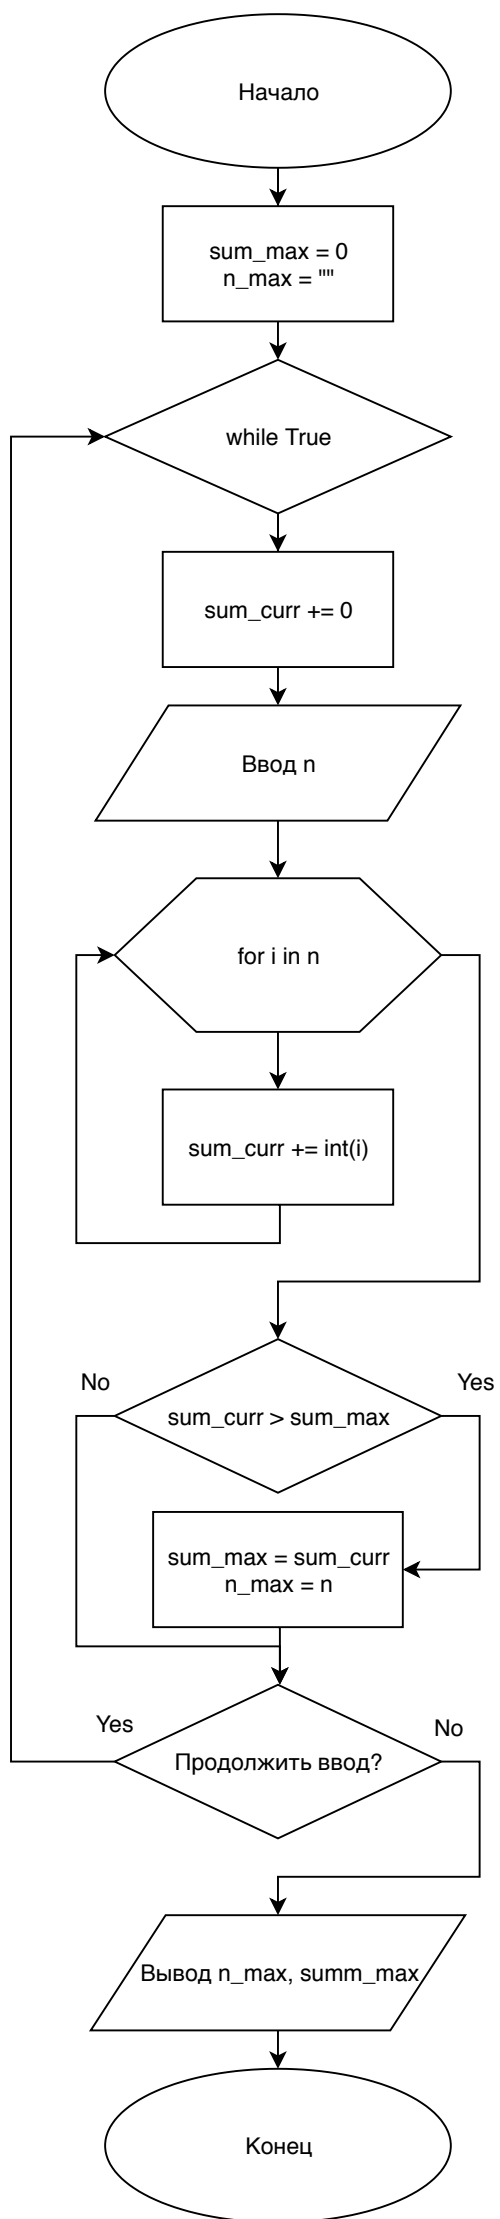 Начало
sum_max = 0
n_max = ""
while True
sum_curr += 0
Ввод n
for i in n
sum_curr += int(i)
No
Yes
sum_curr > sum_max
sum_max = sum_curr
n_max = n
Yes
No
Продолжить ввод?
Вывод n_max, summ_max
Конец